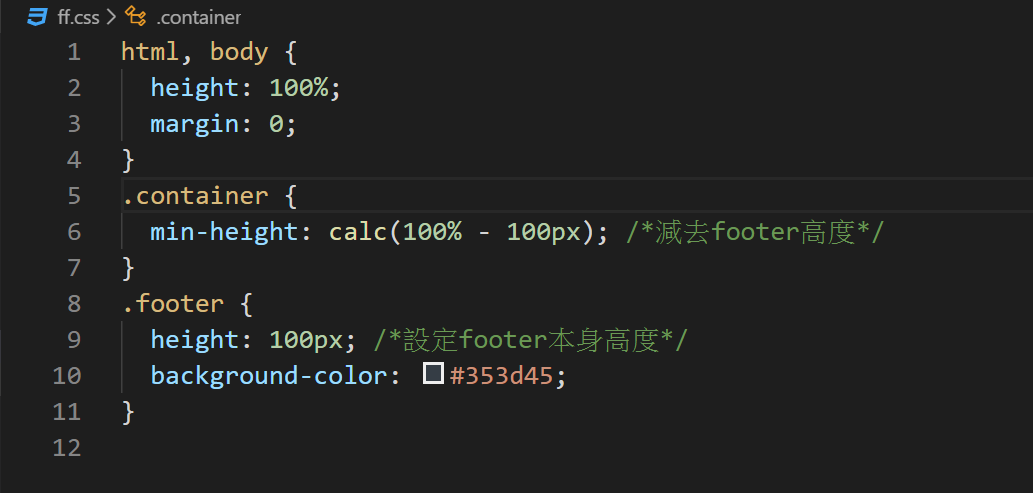 ff.css > .container
1 html, body {
2 height: 100%;
3 margin: 0;
4 }
5 .container {
6 min-height: calc(100% - 100px); /*減去footer高度*/
7 }
8 .footer {
9 height: 100px; /*設定footer本身高度*/
10 background-color: #353d45;
11 }
12